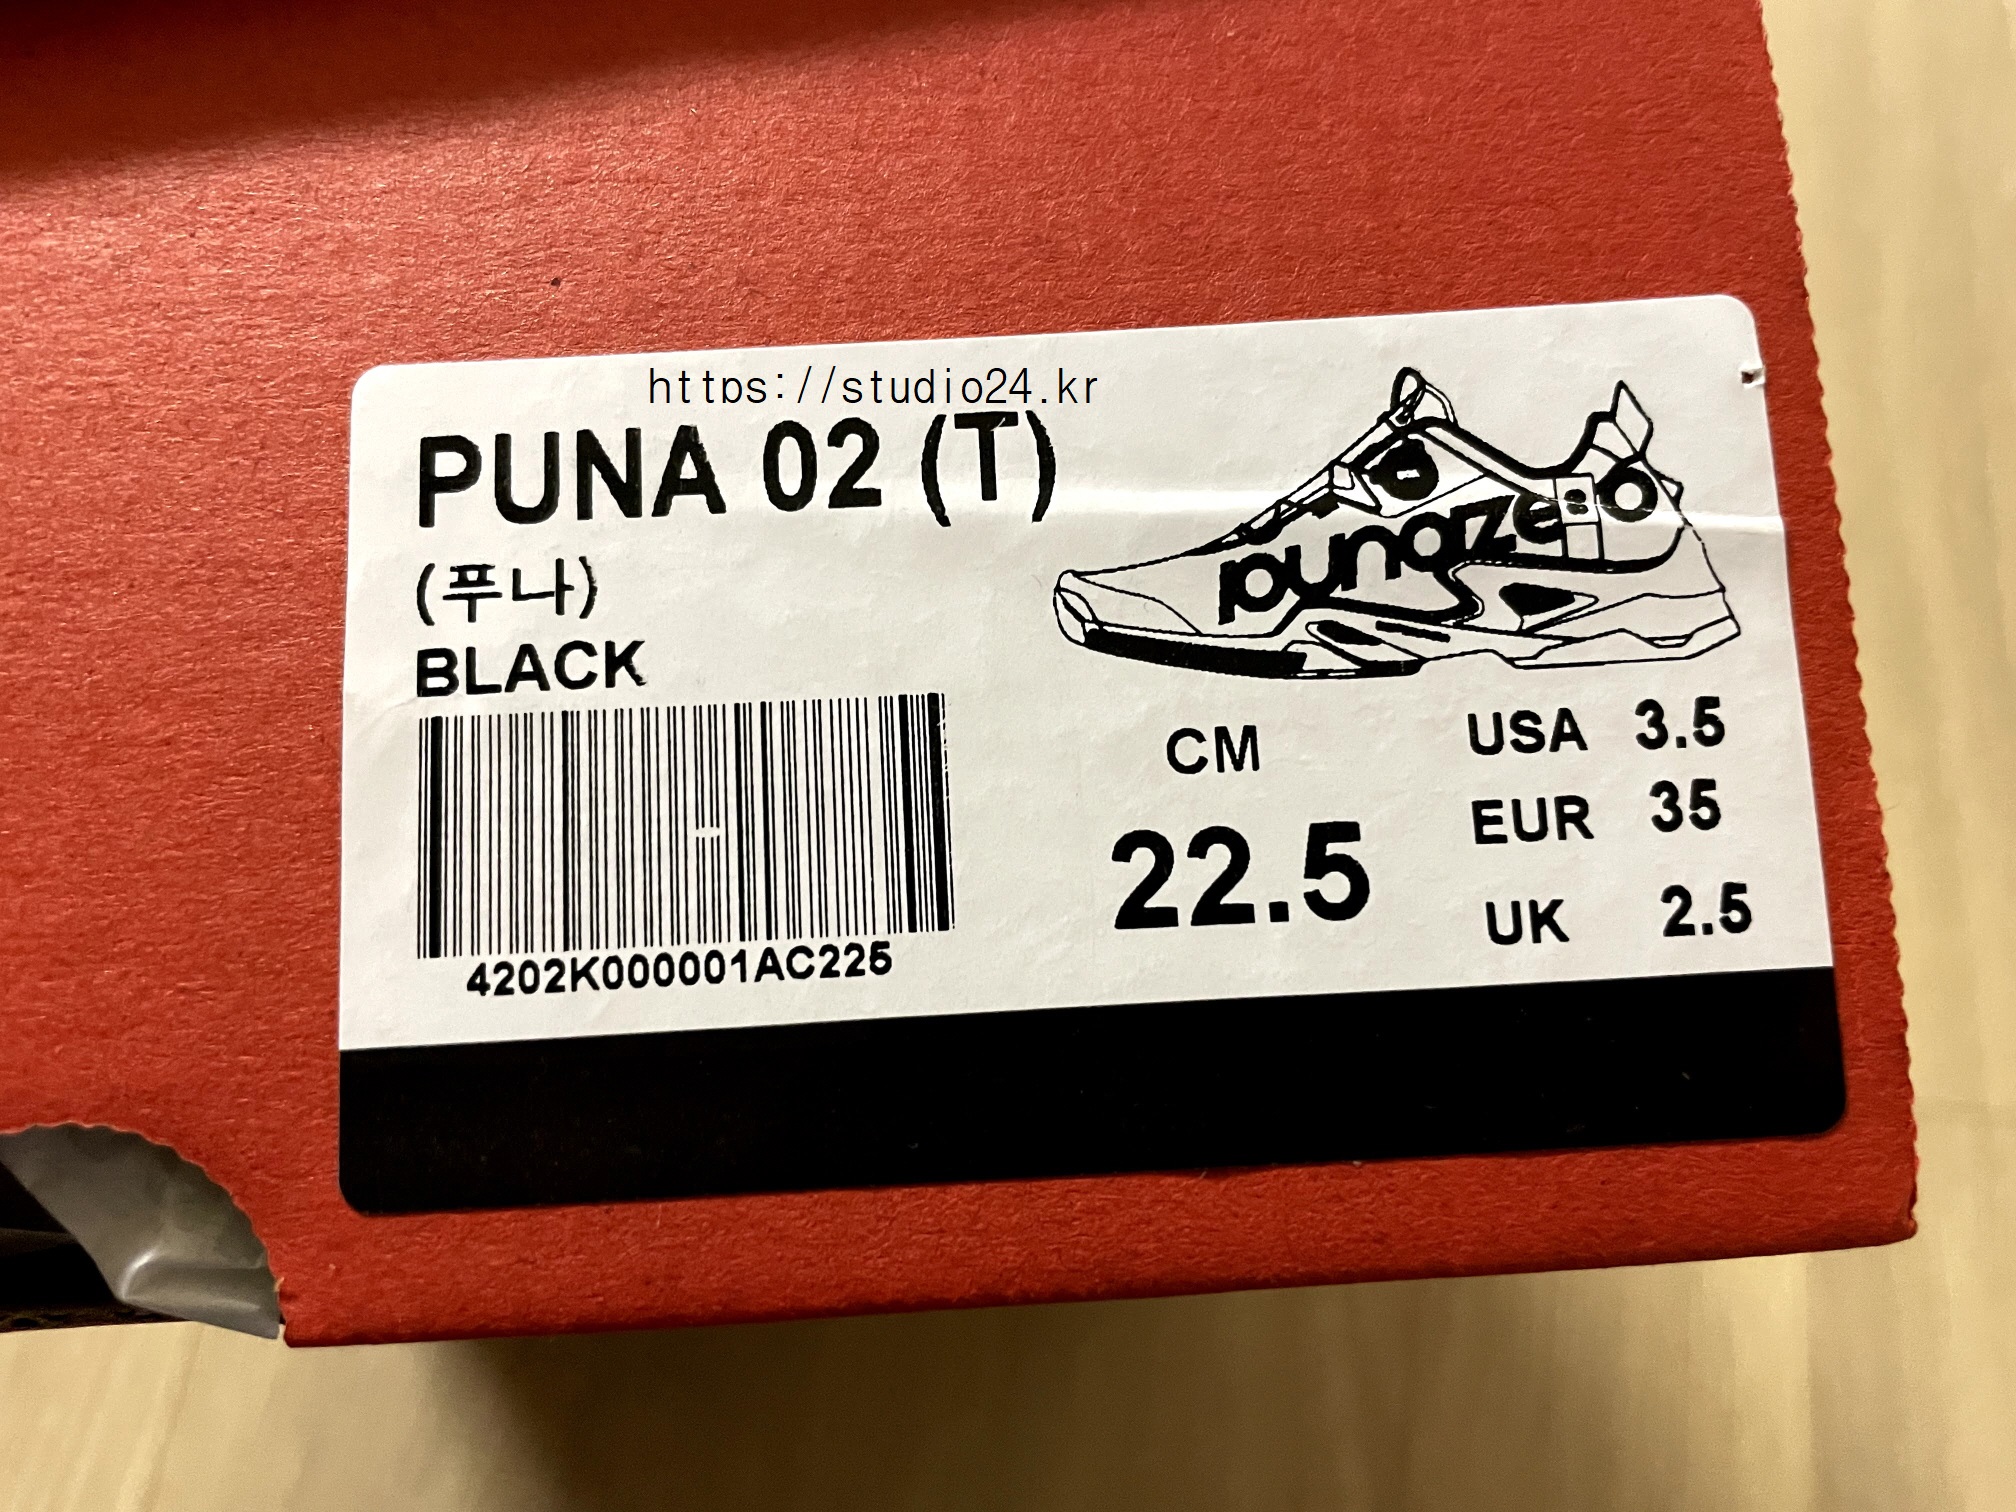 https://studio24.kr
PUNA 02 (T)
(푸나)
BLACK
4202K000001AC225
CM
22.5
USA 3.5
EUR 35
UK 2.5